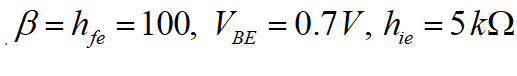 . β = h_fe = 100, V_BE = 0.7V, h_ie = 5kΩ